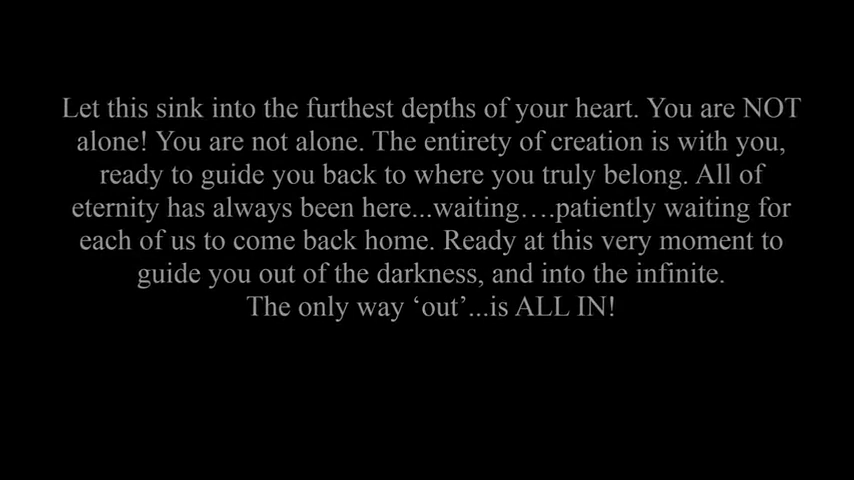 Let this sink into the furthest depths of your heart. You are NOT
alone! You are not alone. The entirety of creation is with you,
ready to guide you back to where you truly belong. All of
eternity has always been here...waiting….patiently waiting for
each of us to come back home. Ready at this very moment to
guide you out of the darkness, and into the infinite.
The only way ‘out’...is ALL IN!